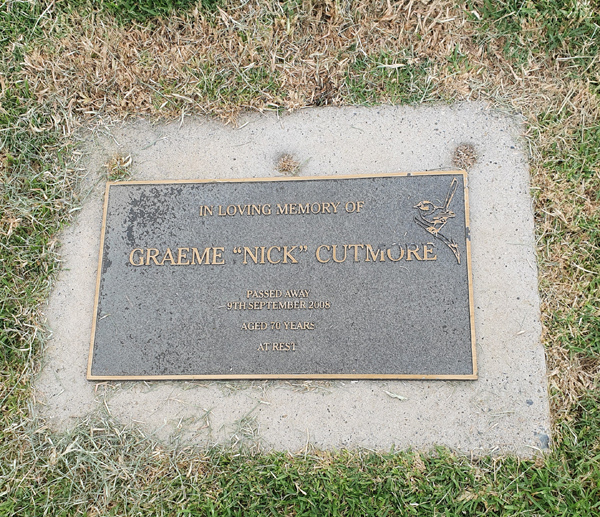 IN LOVING MEMORY OF
GRAEME “NICK” CUTMORE
PASSED AWAY
9TH SEPTEMBER 2008
AGED 70 YEARS
AT REST